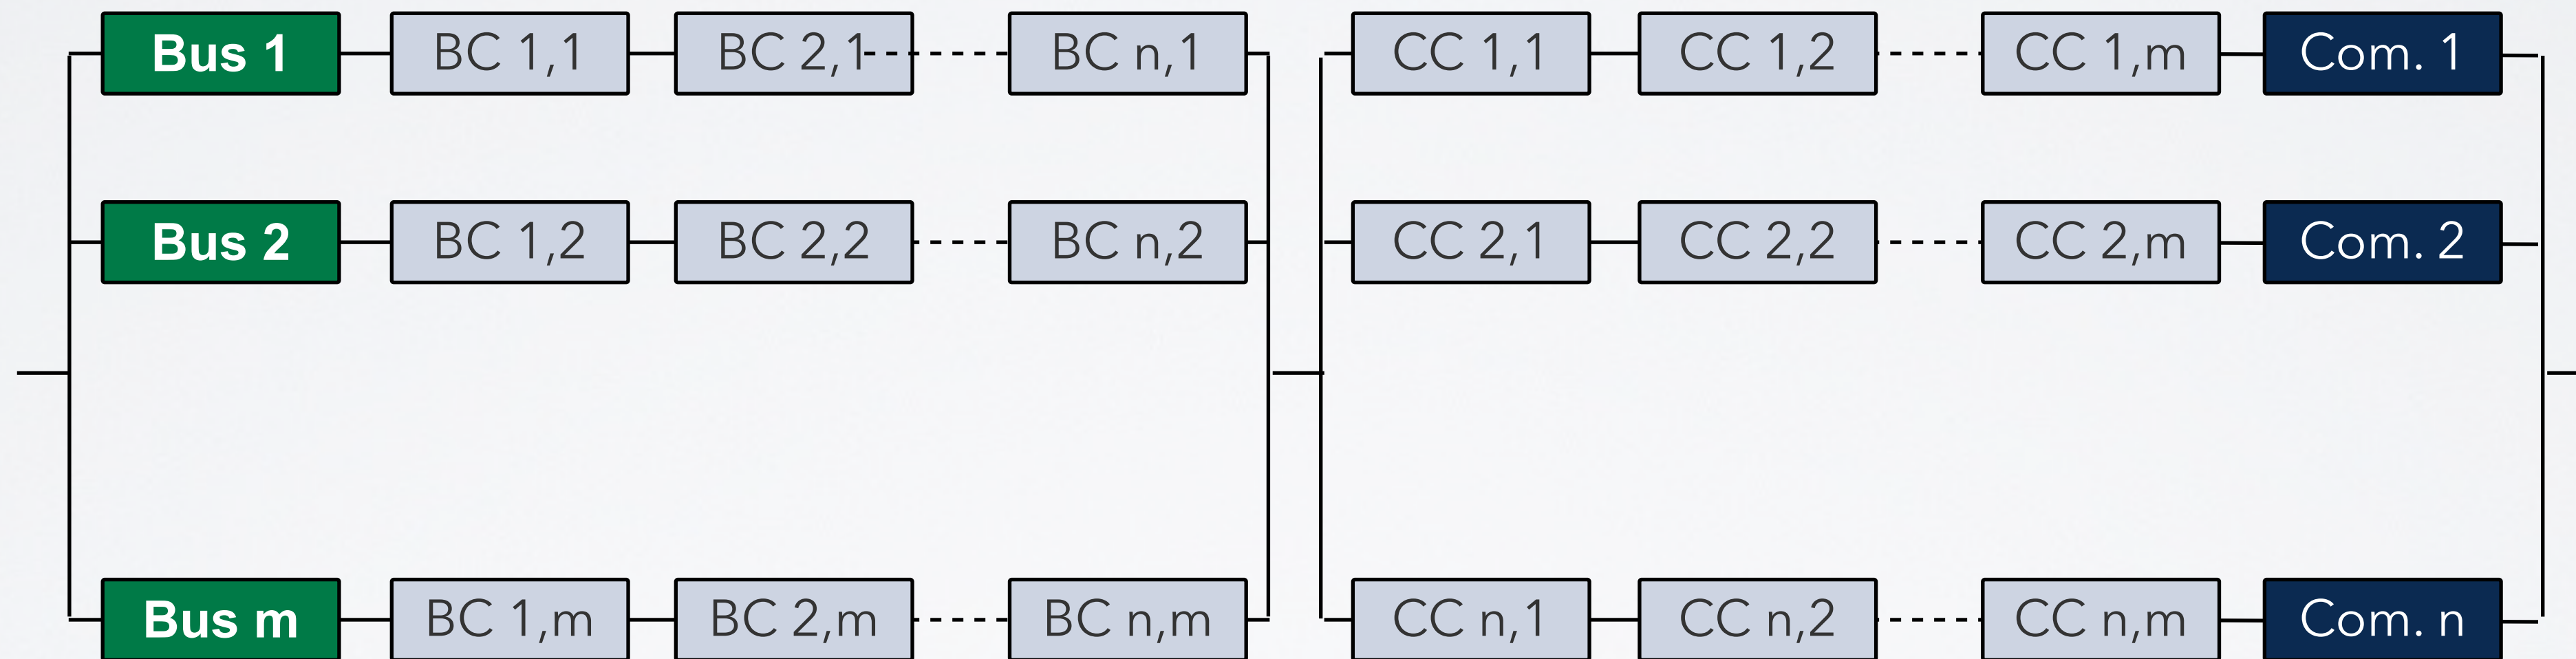 Bus 1 BC 1,1 BC 2,1 BC n,1 CC 1,1 CC 1,2 CC 1,m Com. 1
Bus 2 BC 1,2 BC 2,2 BC n,2 CC 2,1 CC 2,2 CC 2,m Com. 2
Bus m BC 1,m BC 2,m BC n,m CC n,1 CC n,2 CC n,m Com. n